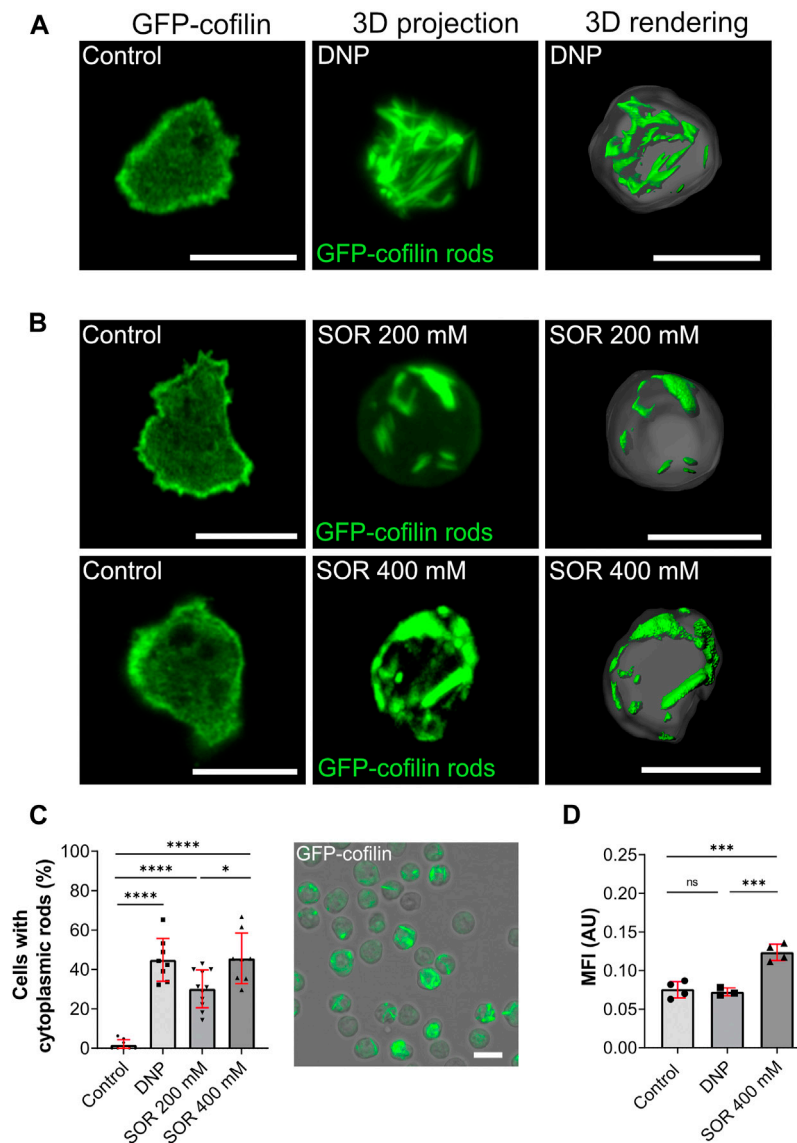 A
GFP-cofilin
3D projection
3D rendering
Control
DNP
DNP
GFP-cofilin rods
B
Control
SOR 200 mM
SOR 200 mM
GFP-cofilin rods
Control
SOR 400 mM
SOR 400 mM
GFP-cofilin rods
C
Cells with
cytoplasmic rods (%)
100
80
60
40
20
0
****
****
*
****
Control
DNP
SOR 200 mM
SOR 400 mM
GFP-cofilin
D
MFI (AU)
0.25
0.20
0.15
0.10
0.05
0.00
***
ns
***
Control
DNP
SOR 400 mM